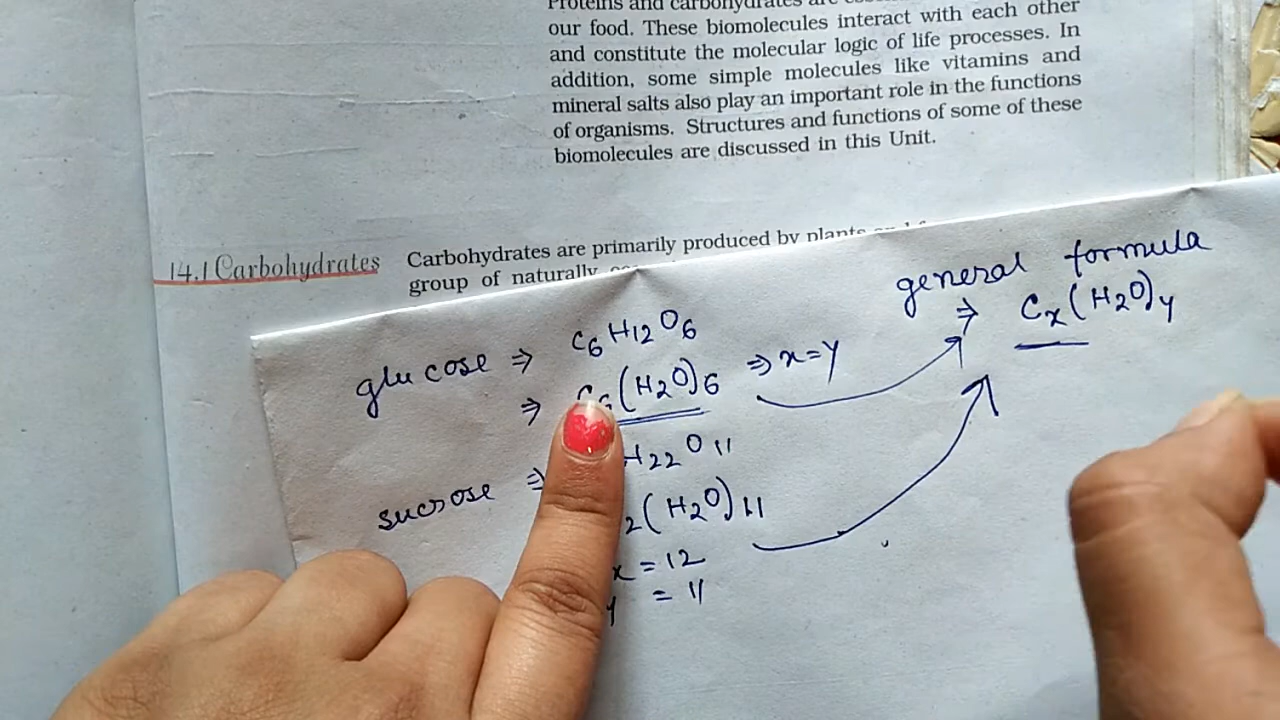 Proteins and carbohydrates are
our food. These biomolecules interact with each other
and constitute the molecular logic of life processes. In
addition, some simple molecules like vitamins and
mineral salts also play an important role in the functions
of organisms. Structures and functions of some of these
biomolecules are discussed in this Unit.
14.1 Carbohydrates
Carbohydrates are primarily produced by plants
group of naturally
general formula
⇒ Cx(H2O)y
glucose ⇒ C6H12O6
⇒ C6(H2O)6 ⇒ x=y
sucrose ⇒ H22O11
2(H2O)11
x = 12
y = 11